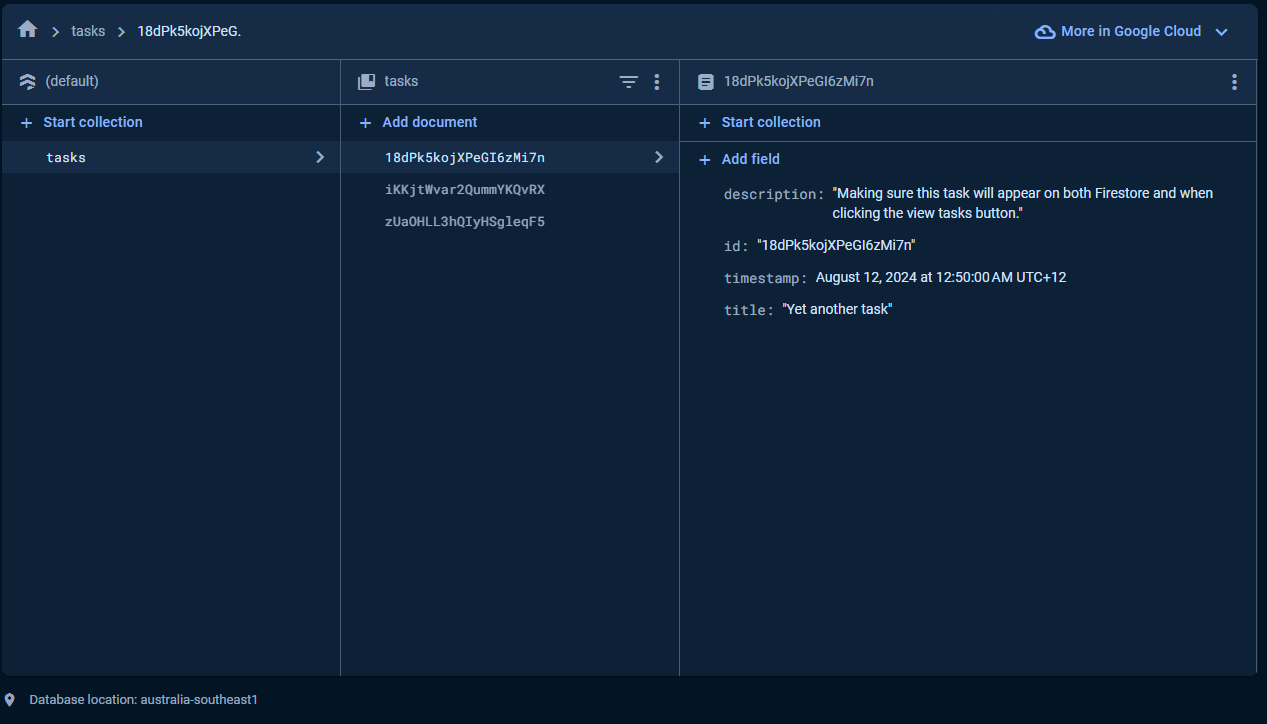 tasks
18dPk5kojXPeG.
More in Google Cloud
(default)
tasks
18dPk5kojXPeGI6zMi7n
Start collection
Add document
Start collection
tasks
18dPk5kojXPeGI6zMi7n
iKKjtWvar2QummYKQvRX
zUaOHLL3hQIyHSgleqF5
Add field
description: "Making sure this task will appear on both Firestore and when
clicking the view tasks button."
id: "18dPk5kojXPeGI6zMi7n"
timestamp: August 12, 2024 at 12:50:00 AM UTC+12
title: "Yet another task"
Database location: australia-southeast1